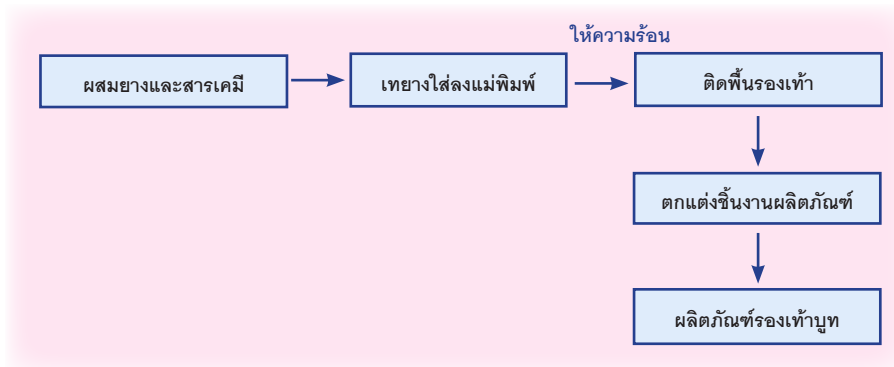 ผสมยางและสารเคมี
เทยางใส่ลงแม่พิมพ์
ให้ความร้อน
ติดพื้นรองเท้า
ตกแต่งชิ้นงานผลิตภัณฑ์
ผลิตภัณฑ์รองเท้าบูท